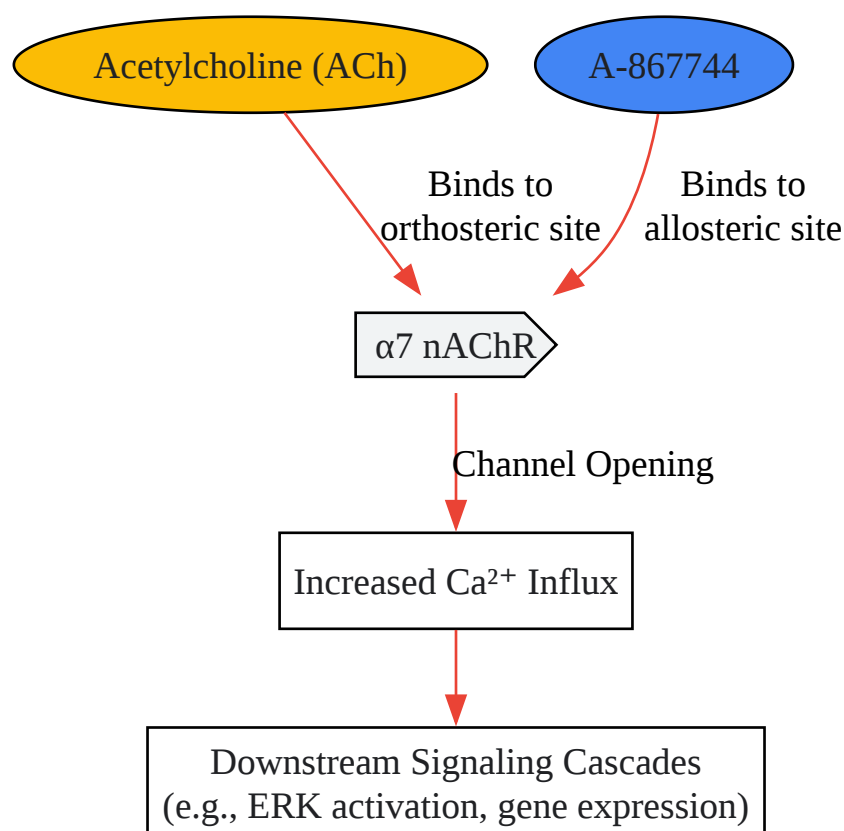 Acetylcholine (ACh)
A-867744
Binds to
orthosteric site
Binds to
allosteric site
α7 nAChR
Channel Opening
Increased Ca²⁺ Influx
Downstream Signaling Cascades
(e.g., ERK activation, gene expression)